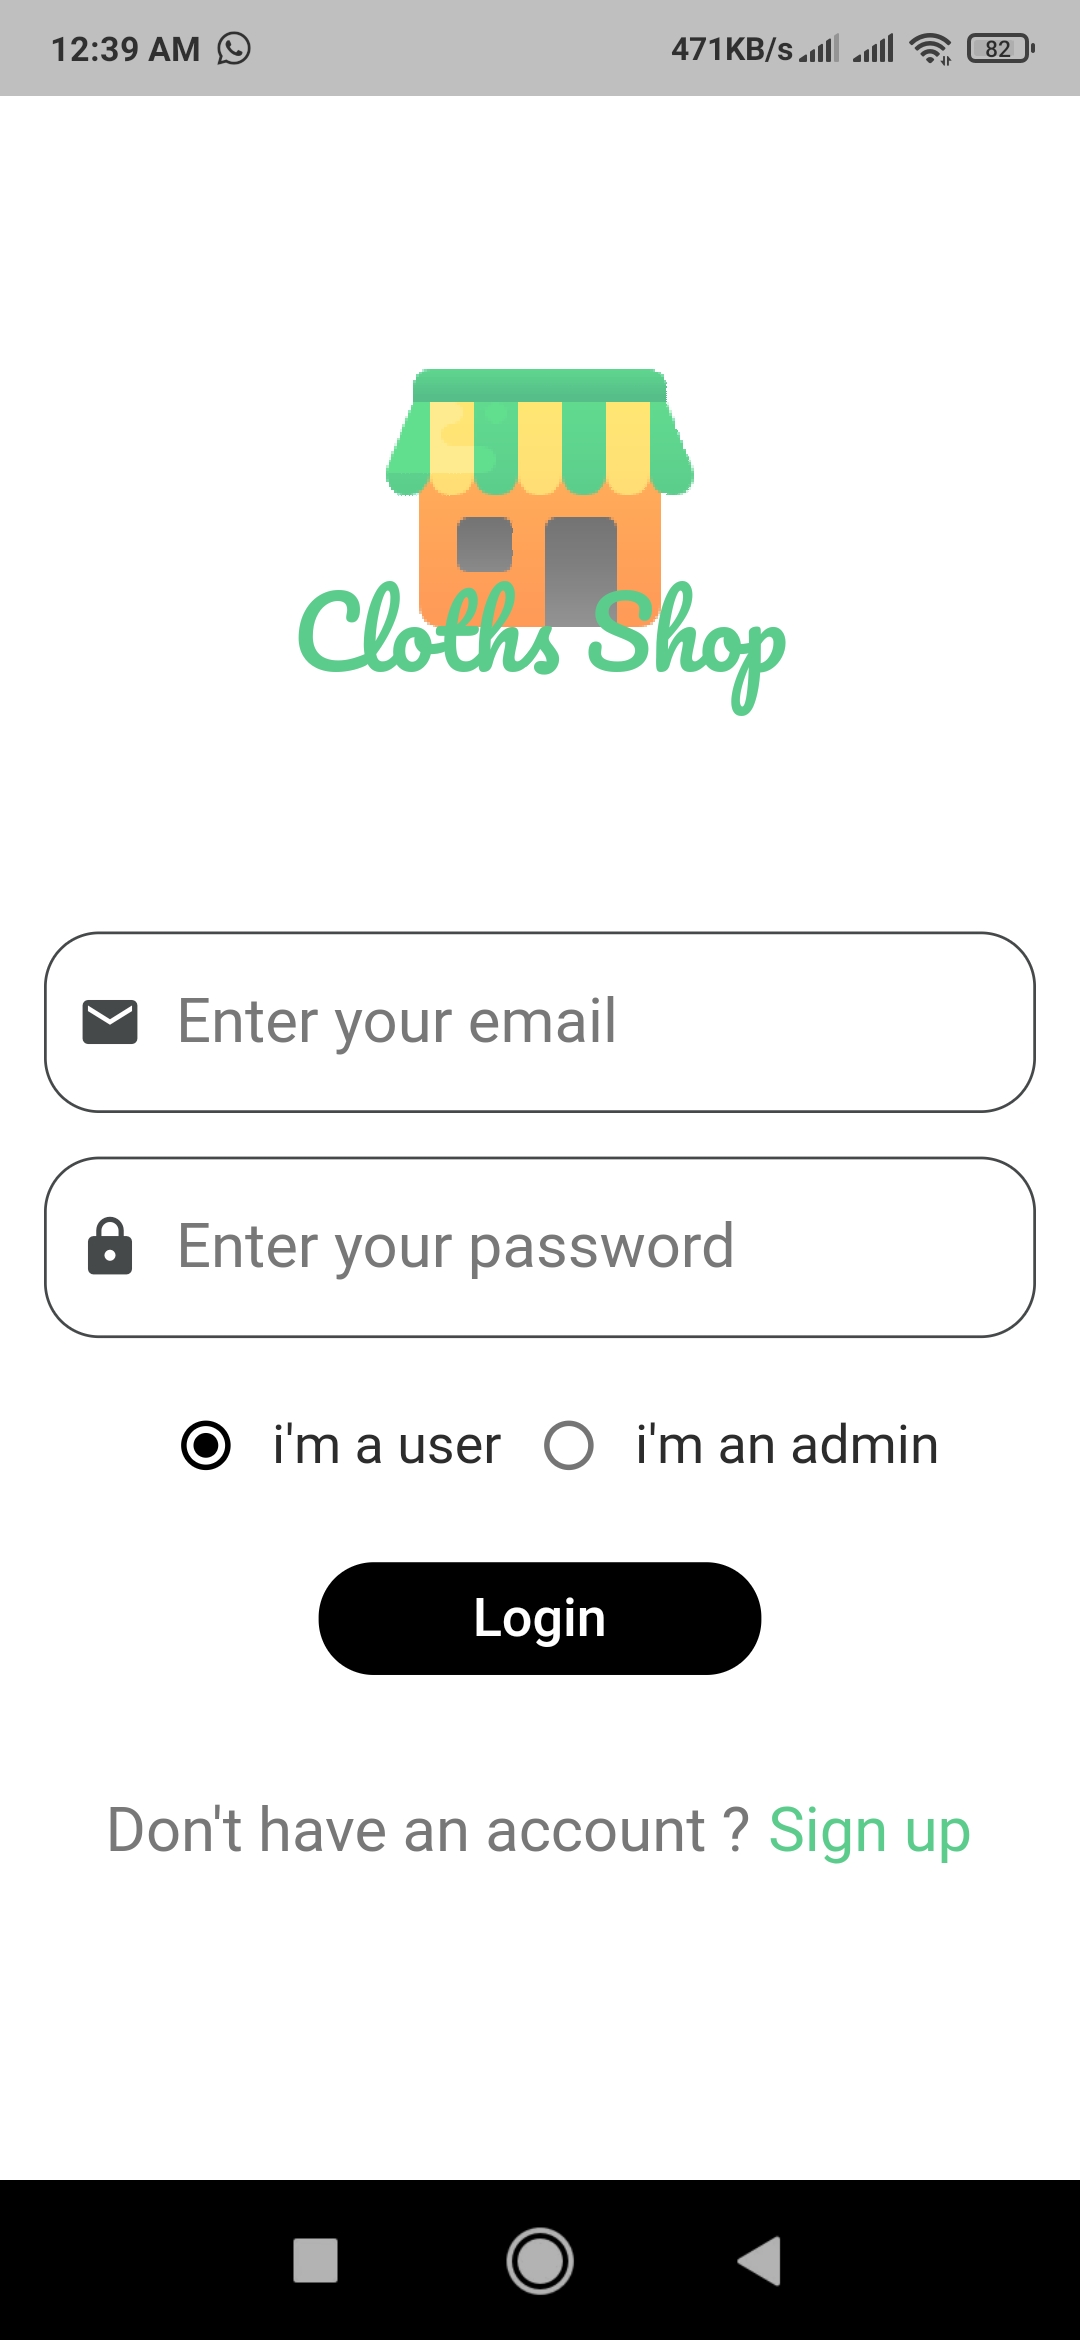 12:39 AM 471KB/s 82
Cloths Shop
Enter your email
Enter your password
i'm a user i'm an admin
Login
Don't have an account ? Sign up